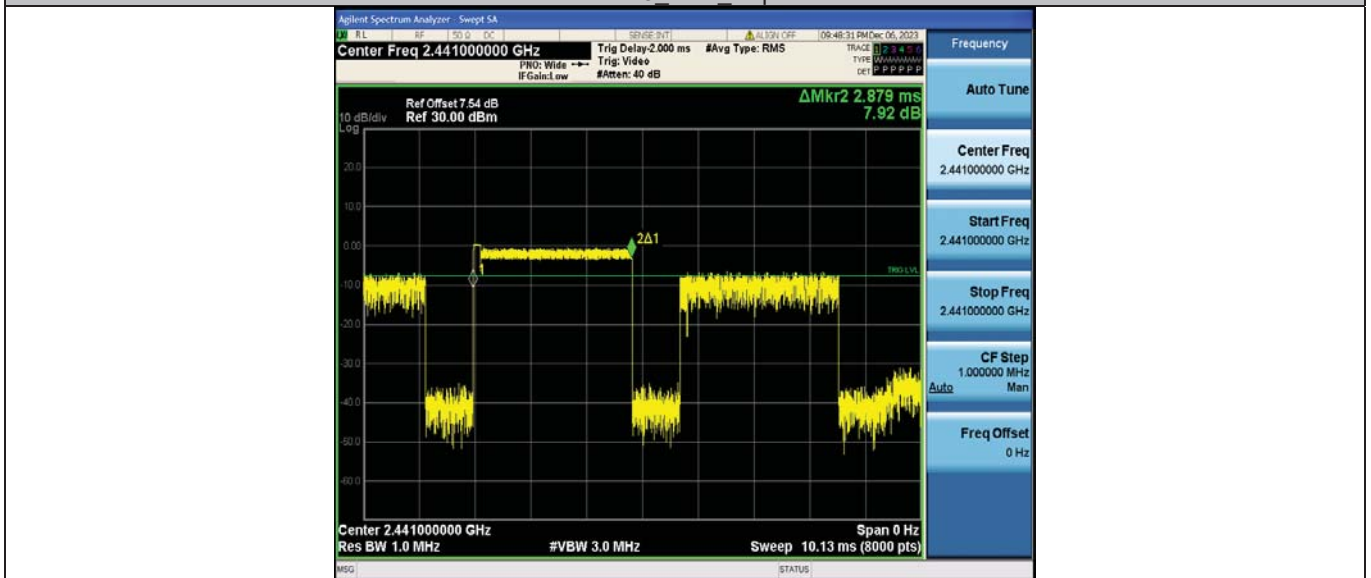 Agilent Spectrum Analyzer - Swept SA
RL RF 50 Ω DC SENSE:INT ALIGN OFF 09:48:31 PM Dec 06, 2023
Center Freq 2.441000000 GHz
PNO: Wide
IFGain:Low
Trig Delay-2.000 ms
Trig: Video
#Atten: 40 dB
#Avg Type: RMS
TRACE 1 2 3 4 5 6
TYPE
DET P P P P P P
Frequency
Ref Offset 7.54 dB
10 dB/div Ref 30.00 dBm
Log
ΔMkr2 2.879 ms
7.92 dB
20.0
10.0
0.00
-10.0
-20.0
-30.0
-40.0
-50.0
-60.0
2Δ1
TRIG LVL
Center 2.441000000 GHz Span 0 Hz
Res BW 1.0 MHz #VBW 3.0 MHz Sweep 10.13 ms (8000 pts)
MSG STATUS
Auto Tune
Center Freq
2.441000000 GHz
Start Freq
2.441000000 GHz
Stop Freq
2.441000000 GHz
CF Step
1.000000 MHz
Auto Man
Freq Offset
0 Hz